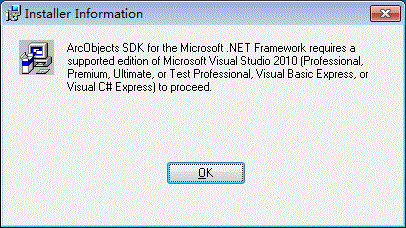 Installer Information
ArcObjects SDK for the Microsoft .NET Framework requires a
supported edition of Microsoft Visual Studio 2010 (Professional,
Premium, Ultimate, or Test Professional, Visual Basic Express, or
Visual C# Express) to proceed.
OK